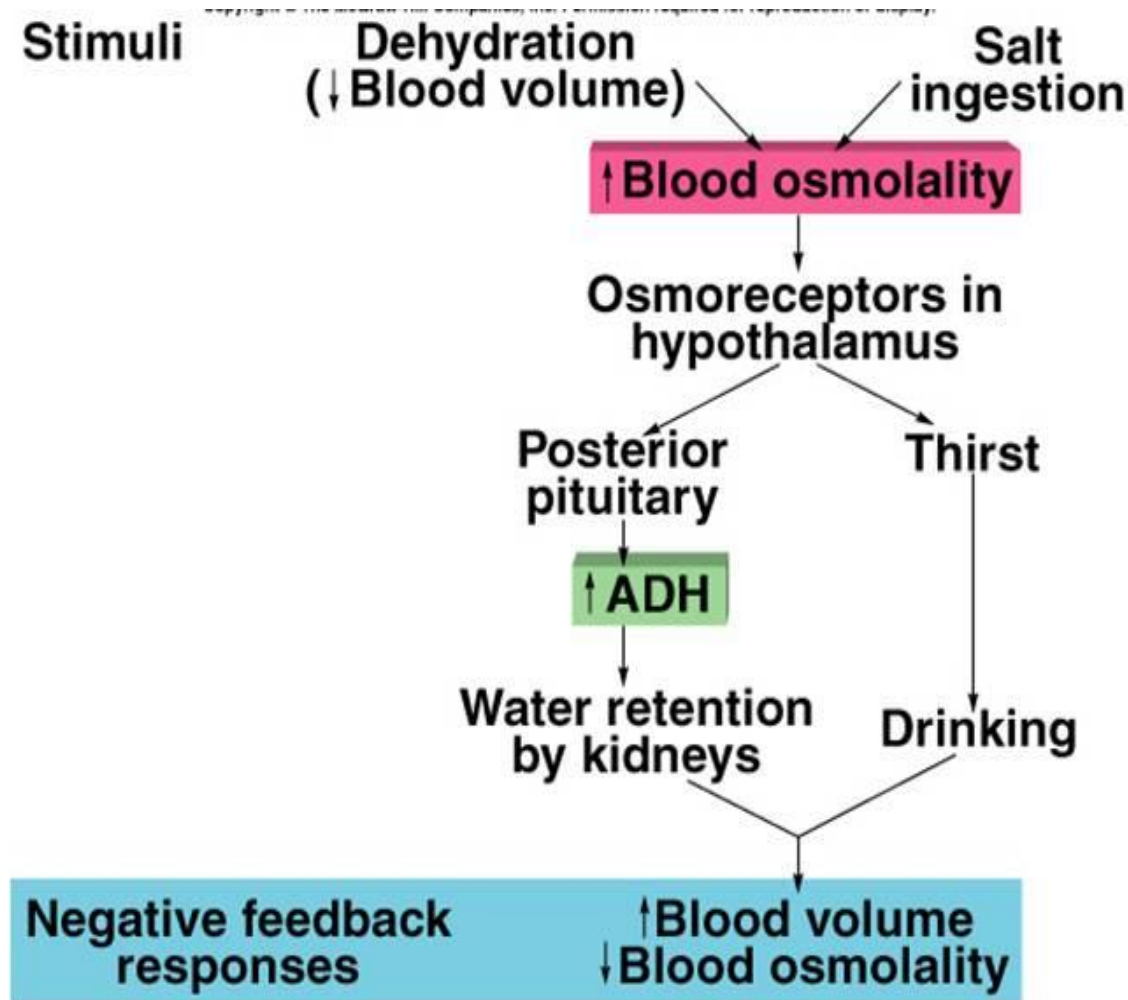 Stimuli
Dehydration
(↓Blood volume)
Salt
ingestion
↑Blood osmolality
Osmoreceptors in
hypothalamus
Posterior
pituitary
Thirst
↑ADH
Water retention
by kidneys
Drinking
Negative feedback
responses
↑Blood volume
↓Blood osmolality